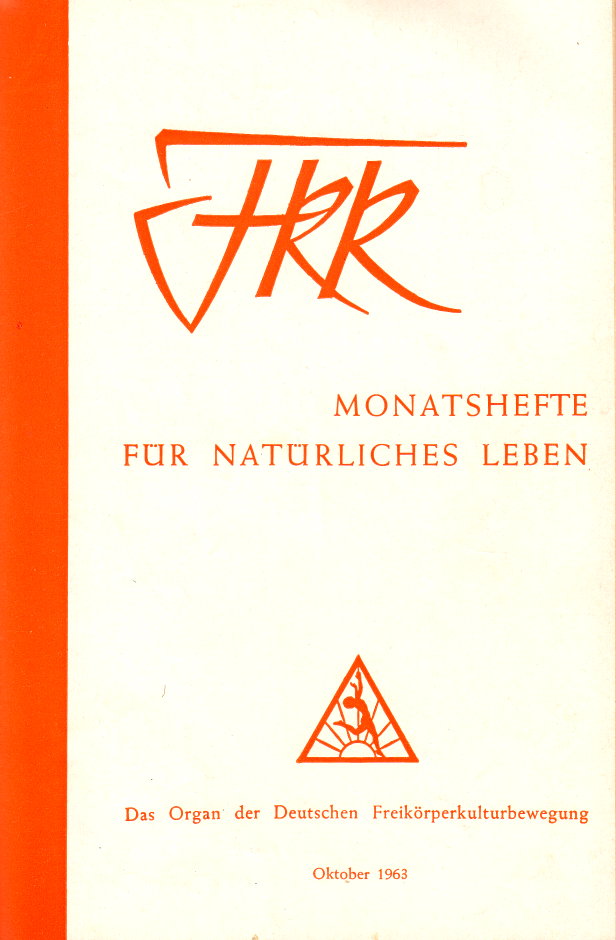 FKK
MONATSHEFTE
FÜR NATÜRLICHES LEBEN
Das Organ der Deutschen Freikörperkulturbewegung
Oktober 1963